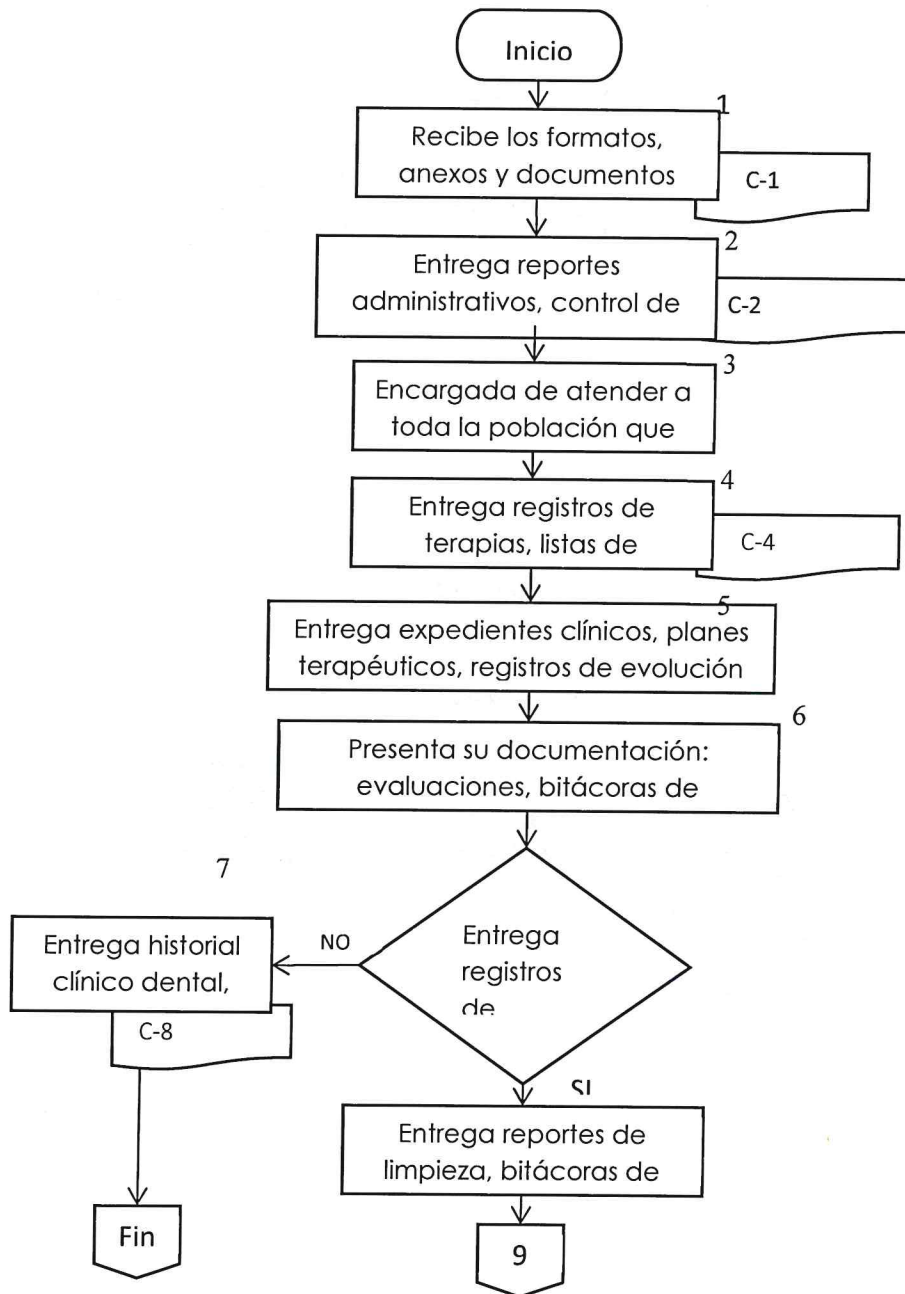 Inicio
1
Recibe los formatos,
anexos y documentos
C-1
2
Entrega reportes
administrativos, control de
C-2
3
Encargada de atender a
toda la población que
4
Entrega registros de
terapias, listas de
C-4
5
Entrega expedientes clínicos, planes
terapéuticos, registros de evolución
6
Presenta su documentación:
evaluaciones, bitácoras de
7
Entrega historial
clínico dental,
C-8
NO
Entrega
registros
de
SI
Entrega reportes de
limpieza, bitácoras de
Fin
9